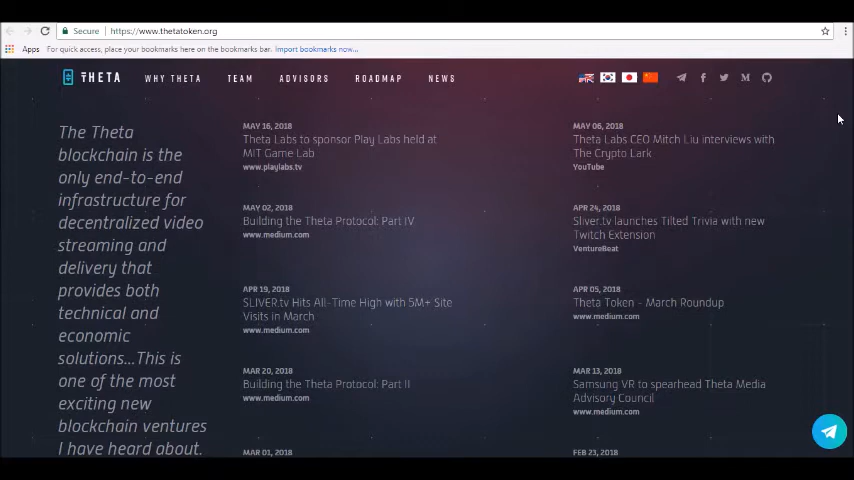 Secure https://www.thetatoken.org
Apps For quick access, place your bookmarks here on the bookmarks bar. Import bookmarks now...
THETA WHY THETA TEAM ADVISORS ROADMAP NEWS
The Theta
blockchain is the
only end-to-end
infrastructure for
decentralized video
streaming and
delivery that
provides both
technical and
economic
solutions...This is
one of the most
exciting new
blockchain ventures
I have heard about.
MAY 16, 2018
Theta Labs to sponsor Play Labs held at
MIT Game Lab
www.playlabs.tv
MAY 06, 2018
Theta Labs CEO Mitch Liu interviews with
The Crypto Lark
YouTube
MAY 02, 2018
Building the Theta Protocol: Part IV
www.medium.com
APR 24, 2018
Sliver.tv launches Tilted Trivia with new
Twitch Extension
VentureBeat
APR 19, 2018
SLIVER.tv Hits All-Time High with 5M+ Site
Visits in March
www.medium.com
APR 05, 2018
Theta Token - March Roundup
www.medium.com
MAR 20, 2018
Building the Theta Protocol: Part II
www.medium.com
MAR 13, 2018
Samsung VR to spearhead Theta Media
Advisory Council
www.medium.com
MAR 01, 2018
FEB 23, 2018